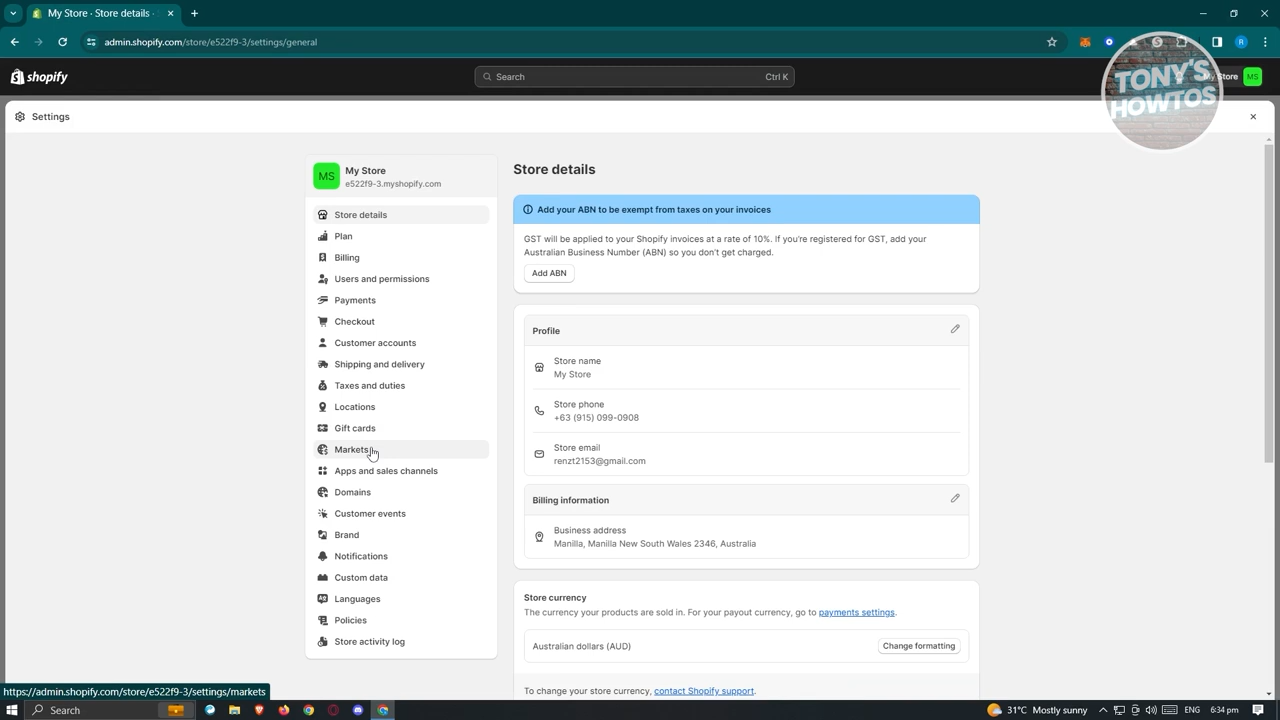 My Store · Store details ·
admin.shopify.com/store/e522f9-3/settings/general
R
shopify
Search
Ctrl K
My Store
MS
TONY'S
HOWTOS
Settings
MS
My Store
e522f9-3.myshopify.com
Store details
Plan
Billing
Users and permissions
Payments
Checkout
Customer accounts
Shipping and delivery
Taxes and duties
Locations
Gift cards
Markets
Apps and sales channels
Domains
Customer events
Brand
Notifications
Custom data
Languages
Policies
Store activity log
Store details
Add your ABN to be exempt from taxes on your invoices
GST will be applied to your Shopify invoices at a rate of 10%. If you're registered for GST, add your
Australian Business Number (ABN) so you don't get charged.
Add ABN
Profile
Store name
My Store
Store phone
+63 (915) 099-0908
Store email
renzt2153@gmail.com
Billing information
Business address
Manilla, Manilla New South Wales 2346, Australia
Store currency
The currency your products are sold in. For your payout currency, go to payments settings.
Australian dollars (AUD)
Change formatting
To change your store currency, contact Shopify support.
https://admin.shopify.com/store/e522f9-3/settings/markets
Search
31°C Mostly sunny
ENG
6:34 pm